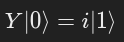 Y|0⟩ = i|1⟩